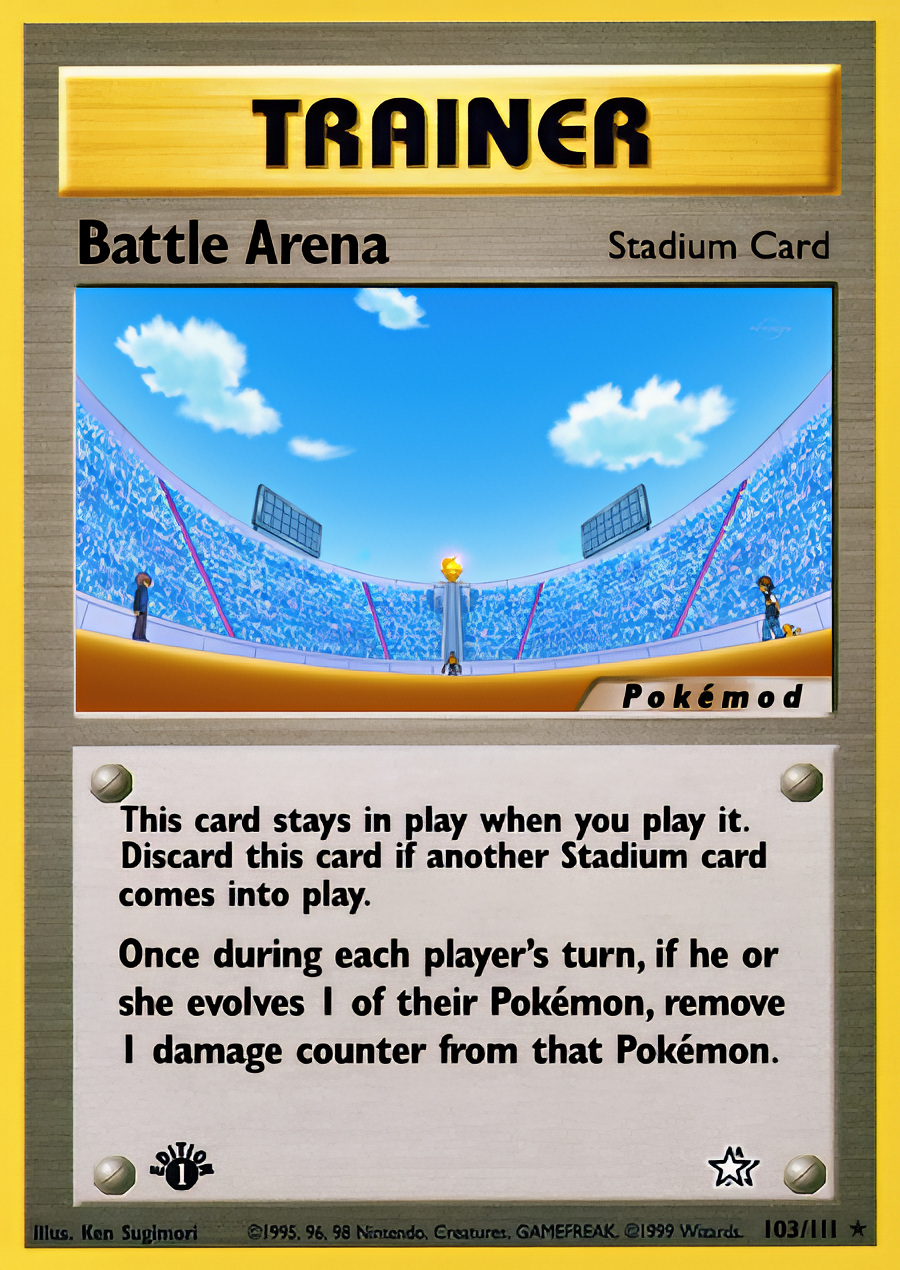 TRAINER
Battle Arena
Stadium Card
Pokémod
This card stays in play when you play it.
Discard this card if another Stadium card
comes into play.
Once during each player's turn, if he or
she evolves 1 of their Pokémon, remove
1 damage counter from that Pokémon.
EDITION
1
Illus. Ken Sugimori ©1995, 96, 98 Nintendo, Creatures, GAMEFREAK. ©1999 Wizards. 103/111 ★